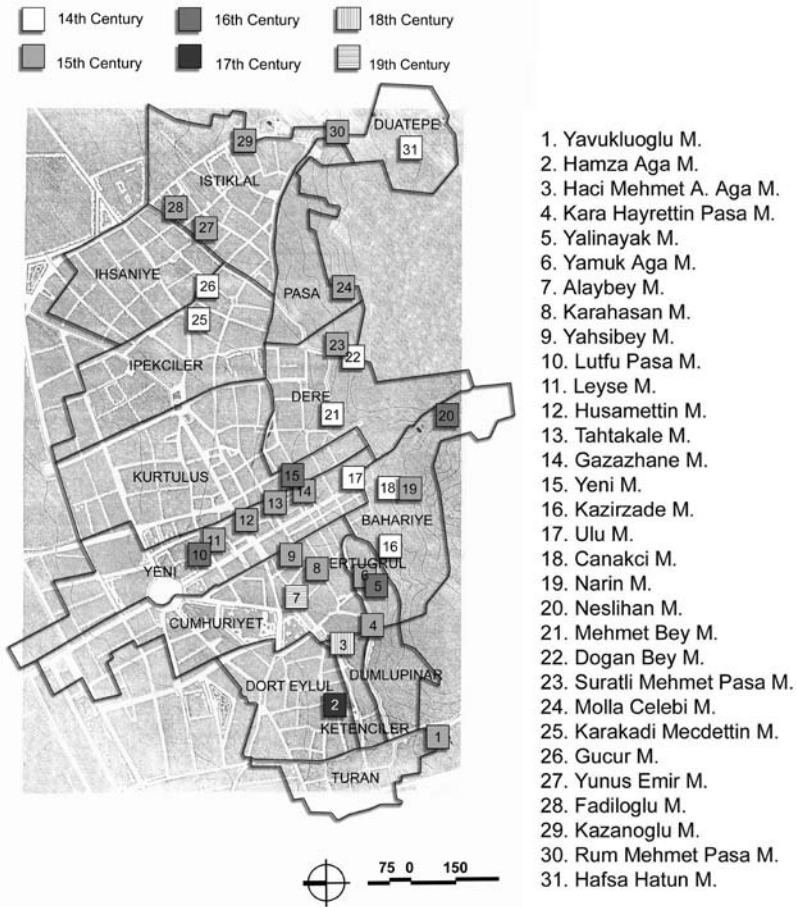 14th Century
16th Century
18th Century
15th Century
17th Century
19th Century
DUATEPE
30
29
31
ISTIKLAL
28
27
IHSANIYE
26
PASA
24
25
23
22
IPEKCILER
DERE
21
20
KURTULUS
15
17
14
18
19
13
12
BAHARIYE
11
10
16
YENI
9
8
ERTUGRUL
6
5
7
CUMHURIYET
4
3
DUMLUPINAR
DORT EYLUL
2
KETENCILER
1
TURAN
75 0 150
1. Yavukluoglu M.
2. Hamza Aga M.
3. Haci Mehmet A. Aga M.
4. Kara Hayrettin Pasa M.
5. Yalinayak M.
6. Yamuk Aga M.
7. Alaybey M.
8. Karahasan M.
9. Yahsibey M.
10. Lutfu Pasa M.
11. Leyse M.
12. Husamettin M.
13. Tahtakale M.
14. Gazazhane M.
15. Yeni M.
16. Kazirzade M.
17. Ulu M.
18. Canakci M.
19. Narin M.
20. Neslihan M.
21. Mehmet Bey M.
22. Dogan Bey M.
23. Suratli Mehmet Pasa M.
24. Molla Celebi M.
25. Karakadi Mecdettin M.
26. Gucur M.
27. Yunus Emir M.
28. Fadiloglu M.
29. Kazanoglu M.
30. Rum Mehmet Pasa M.
31. Hafsa Hatun M.